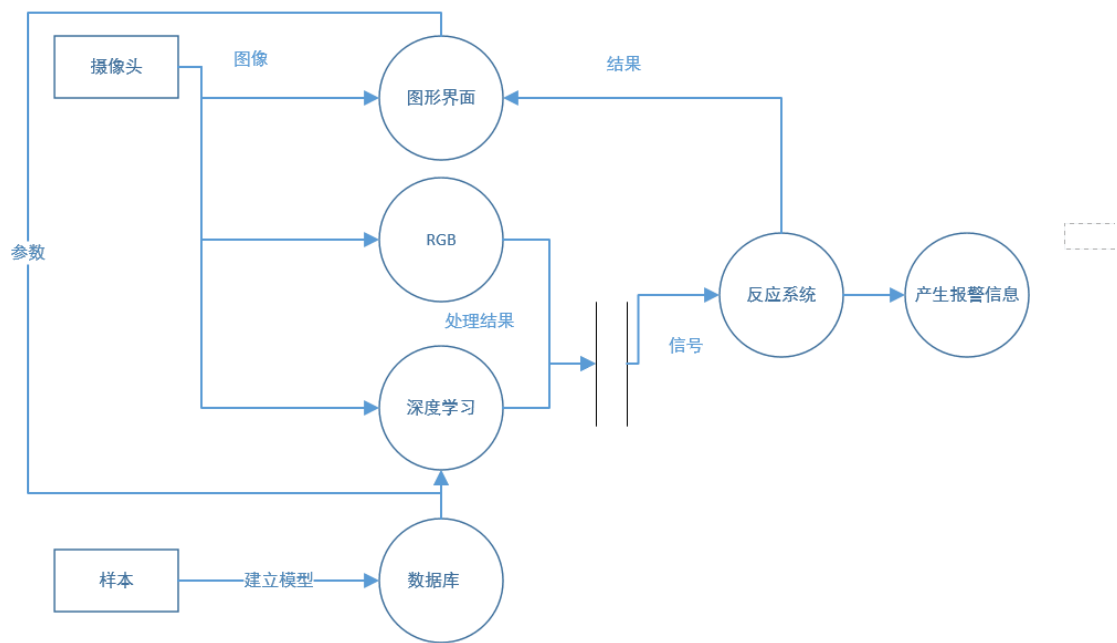 摄像头
图像
图形界面
结果
参数
RGB
处理结果
信号
反应系统
产生报警信息
深度学习
样本
建立模型
数据库